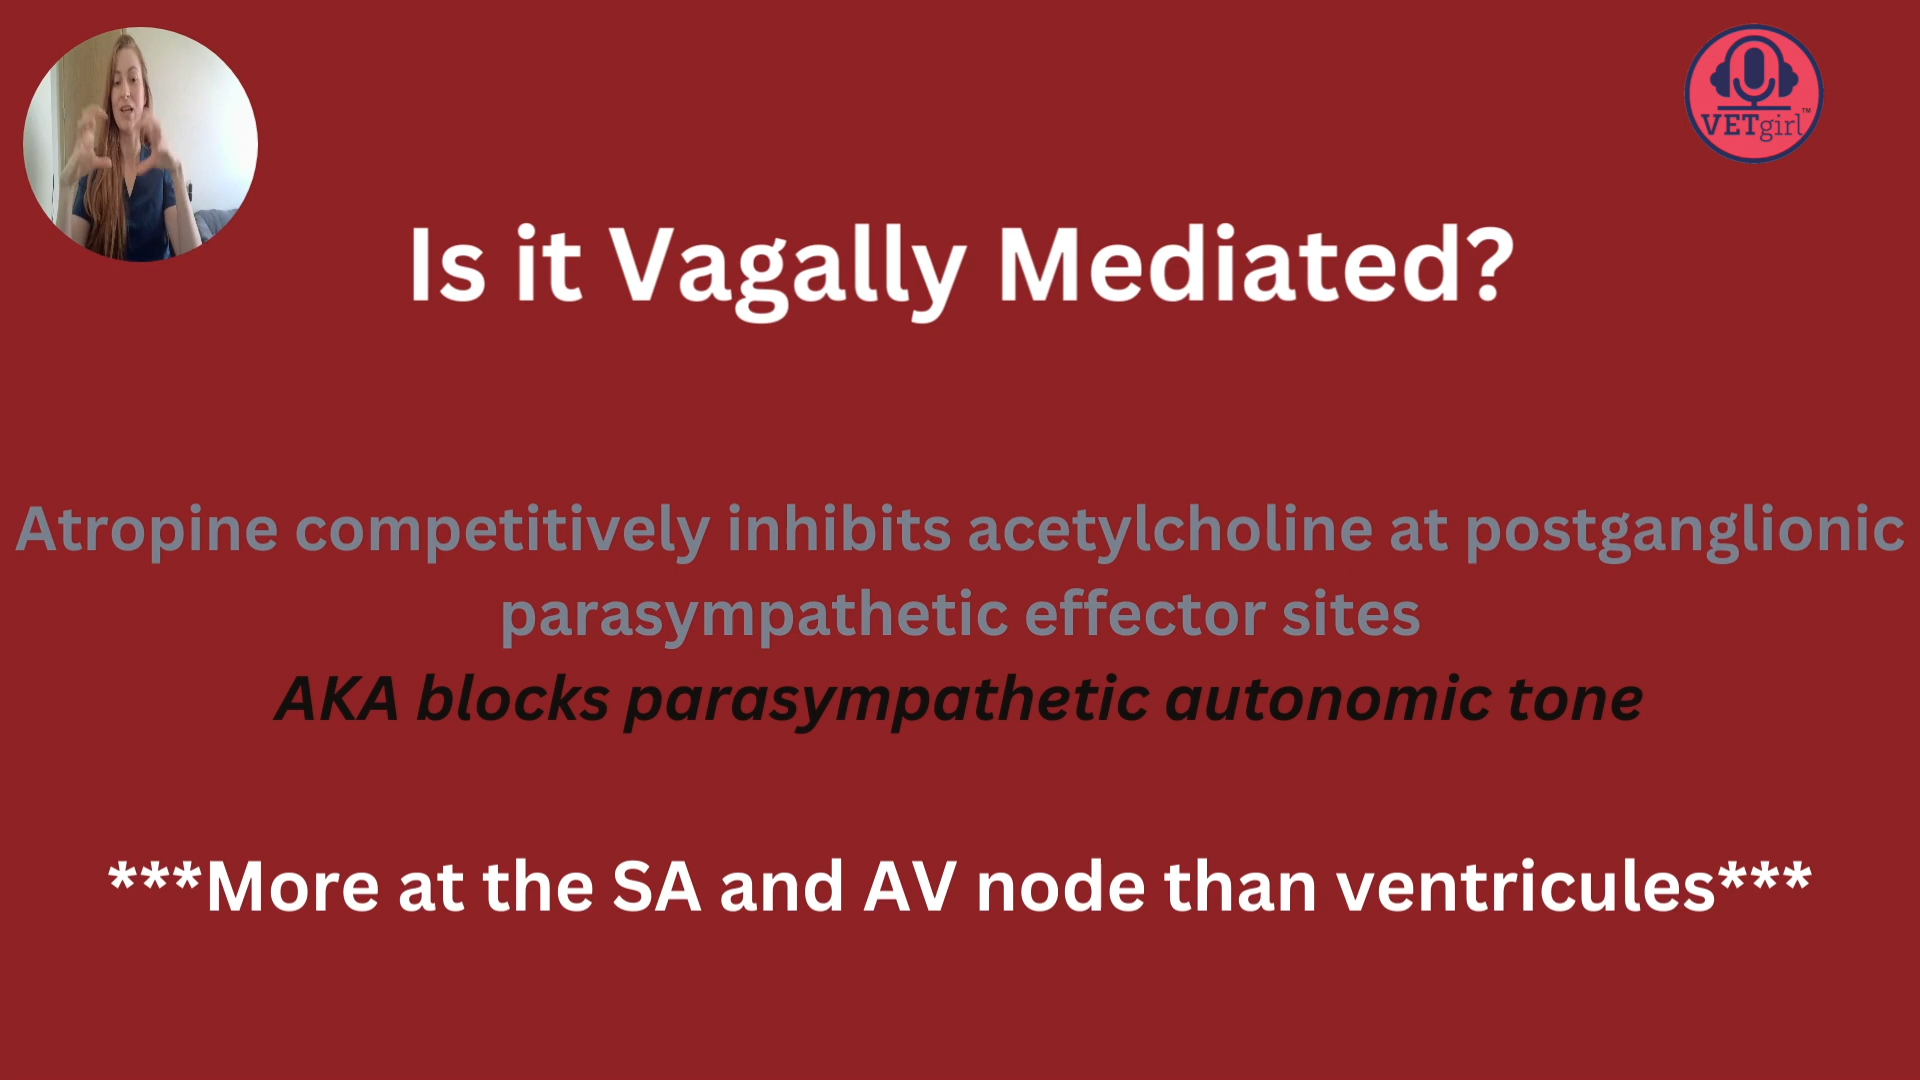 VETgirl™
Is it Vagally Mediated?
Atropine competitively inhibits acetylcholine at postganglionic
parasympathetic effector sites
AKA blocks parasympathetic autonomic tone
***More at the SA and AV node than ventricules***